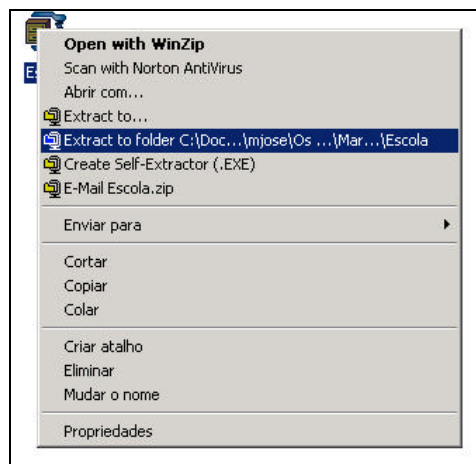 Open with WinZip
Scan with Norton AntiVirus
Abrir com...
Extract to...
Extract to folder C:\Doc...\mjose\Os ...\Mar...\Escola
Create Self-Extractor (.EXE)
E-Mail Escola.zip
Enviar para
Cortar
Copiar
Colar
Criar atalho
Eliminar
Mudar o nome
Propriedades